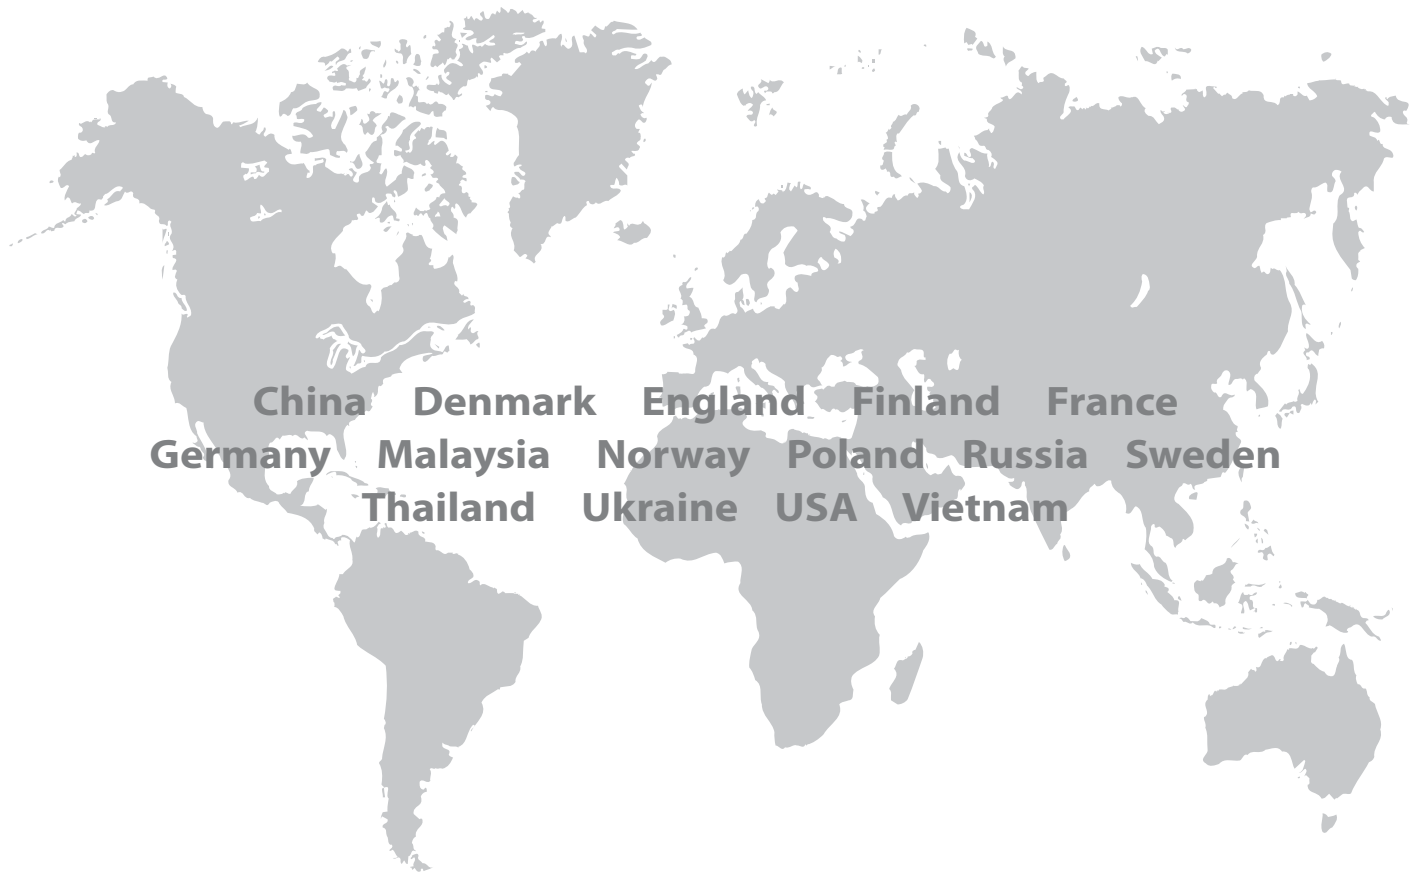 China Denmark England Finland France
Germany Malaysia Norway Poland Russia Sweden
Thailand Ukraine USA Vietnam